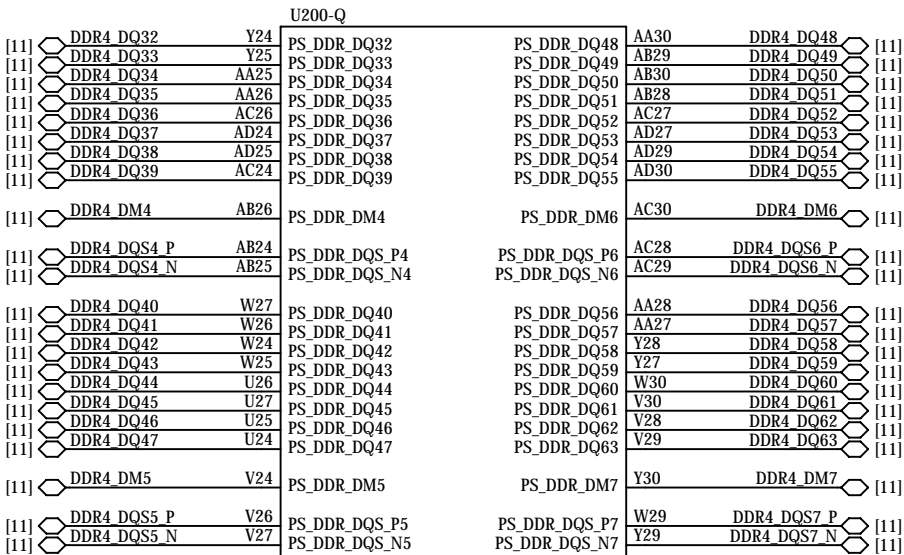 U200-Q
[11] DDR4_DQ32 Y24 PS_DDR_DQ32 PS_DDR_DQ48 AA30 DDR4_DQ48 [11]
[11] DDR4_DQ33 Y25 PS_DDR_DQ33 PS_DDR_DQ49 AB29 DDR4_DQ49 [11]
[11] DDR4_DQ34 AA25 PS_DDR_DQ34 PS_DDR_DQ50 AB30 DDR4_DQ50 [11]
[11] DDR4_DQ35 AA26 PS_DDR_DQ35 PS_DDR_DQ51 AB28 DDR4_DQ51 [11]
[11] DDR4_DQ36 AC26 PS_DDR_DQ36 PS_DDR_DQ52 AC27 DDR4_DQ52 [11]
[11] DDR4_DQ37 AD24 PS_DDR_DQ37 PS_DDR_DQ53 AD27 DDR4_DQ53 [11]
[11] DDR4_DQ38 AD25 PS_DDR_DQ38 PS_DDR_DQ54 AD29 DDR4_DQ54 [11]
[11] DDR4_DQ39 AC24 PS_DDR_DQ39 PS_DDR_DQ55 AD30 DDR4_DQ55 [11]
[11] DDR4_DM4 AB26 PS_DDR_DM4 PS_DDR_DM6 AC30 DDR4_DM6 [11]
[11] DDR4_DQS4_P AB24 PS_DDR_DQS_P4 PS_DDR_DQS_P6 AC28 DDR4_DQS6_P [11]
[11] DDR4_DQS4_N AB25 PS_DDR_DQS_N4 PS_DDR_DQS_N6 AC29 DDR4_DQS6_N [11]
[11] DDR4_DQ40 W27 PS_DDR_DQ40 PS_DDR_DQ56 AA28 DDR4_DQ56 [11]
[11] DDR4_DQ41 W26 PS_DDR_DQ41 PS_DDR_DQ57 AA27 DDR4_DQ57 [11]
[11] DDR4_DQ42 W24 PS_DDR_DQ42 PS_DDR_DQ58 Y28 DDR4_DQ58 [11]
[11] DDR4_DQ43 W25 PS_DDR_DQ43 PS_DDR_DQ59 Y27 DDR4_DQ59 [11]
[11] DDR4_DQ44 U26 PS_DDR_DQ44 PS_DDR_DQ60 W30 DDR4_DQ60 [11]
[11] DDR4_DQ45 U27 PS_DDR_DQ45 PS_DDR_DQ61 V30 DDR4_DQ61 [11]
[11] DDR4_DQ46 U25 PS_DDR_DQ46 PS_DDR_DQ62 V28 DDR4_DQ62 [11]
[11] DDR4_DQ47 U24 PS_DDR_DQ47 PS_DDR_DQ63 V29 DDR4_DQ63 [11]
[11] DDR4_DM5 V24 PS_DDR_DM5 PS_DDR_DM7 Y30 DDR4_DM7 [11]
[11] DDR4_DQS5_P V26 PS_DDR_DQS_P5 PS_DDR_DQS_P7 W29 DDR4_DQS7_P [11]
[11] DDR4_DQS5_N V27 PS_DDR_DQS_N5 PS_DDR_DQS_N7 Y29 DDR4_DQS7_N [11]